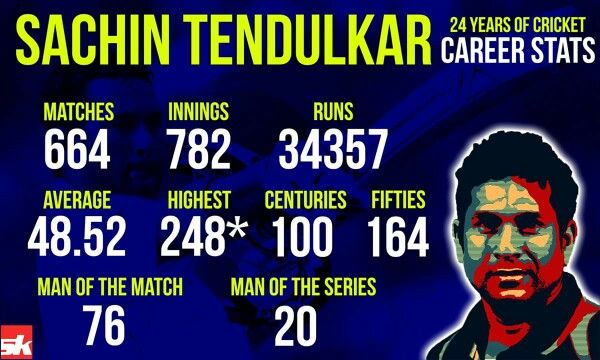 SACHIN TENDULKAR
24 YEARS OF CRICKET
CAREER STATS
MATCHES INNINGS RUNS
664 782 34357
AVERAGE HIGHEST CENTURIES FIFTIES
48.52 248* 100 164
MAN OF THE MATCH MAN OF THE SERIES
76 20
sk